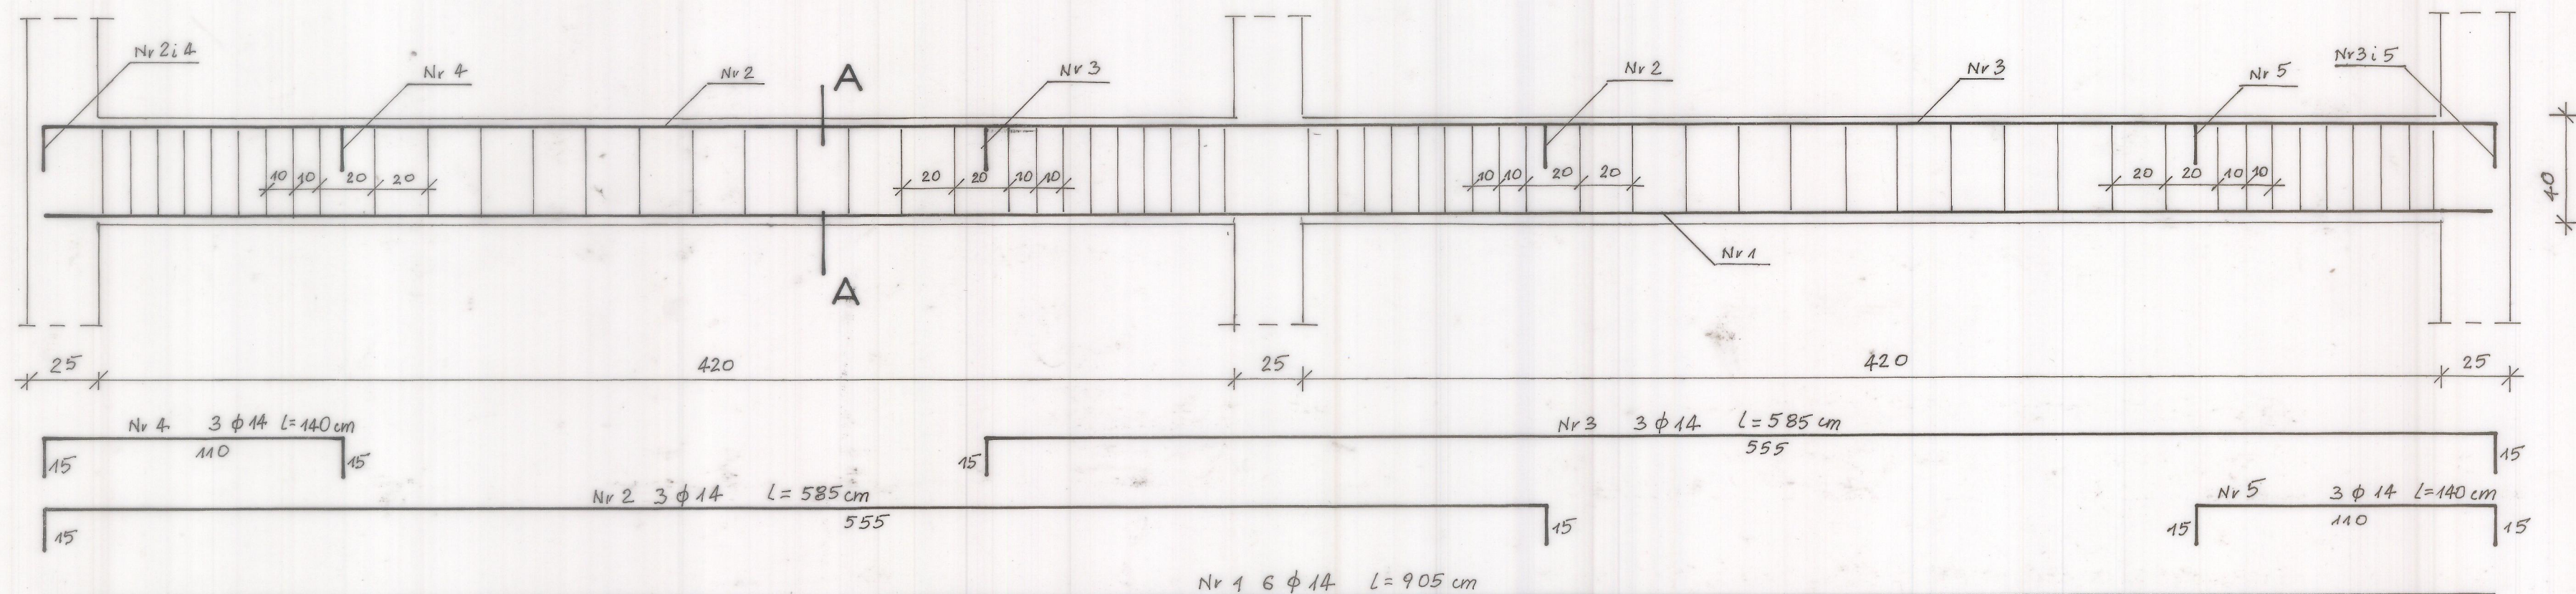 Nr 2 i 4
Nr 4
Nr 2
A
Nr 3
Nr 2
Nr 3
Nr 5
Nr 3 i 5
10 10 20 20
20 20 10 10
10 10 20 20
20 20 10 10
40
Nr 1
A
25 420 25 420 25
Nr 4 3 ϕ 14 l= 140 cm
110
15 15
Nr 3 3 ϕ 14 l= 585 cm
555
15 15
Nr 2 3 ϕ 14 l= 585 cm
555
15 15
Nr 5 3 ϕ 14 l= 140 cm
110
15 15
Nr 1 6 ϕ 14 l= 905 cm